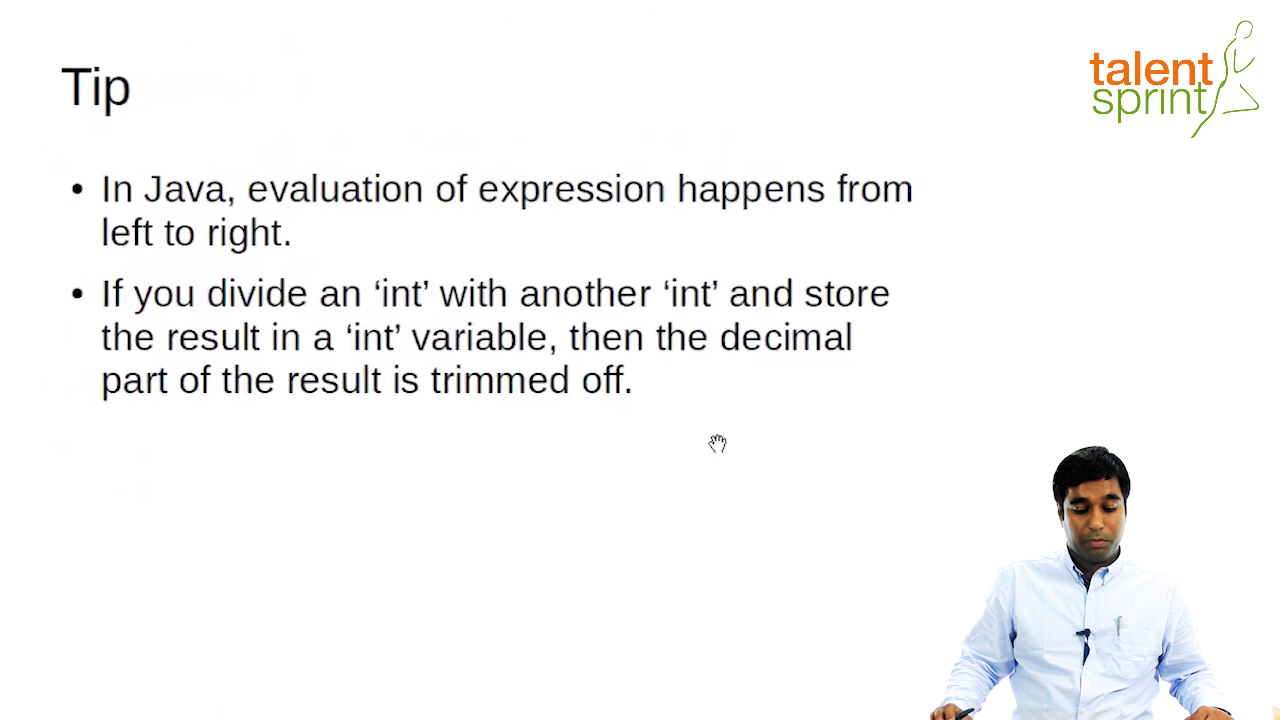 talent
sprint
Tip
• In Java, evaluation of expression happens from
left to right.
• If you divide an ‘int’ with another ‘int’ and store
the result in a ‘int’ variable, then the decimal
part of the result is trimmed off.